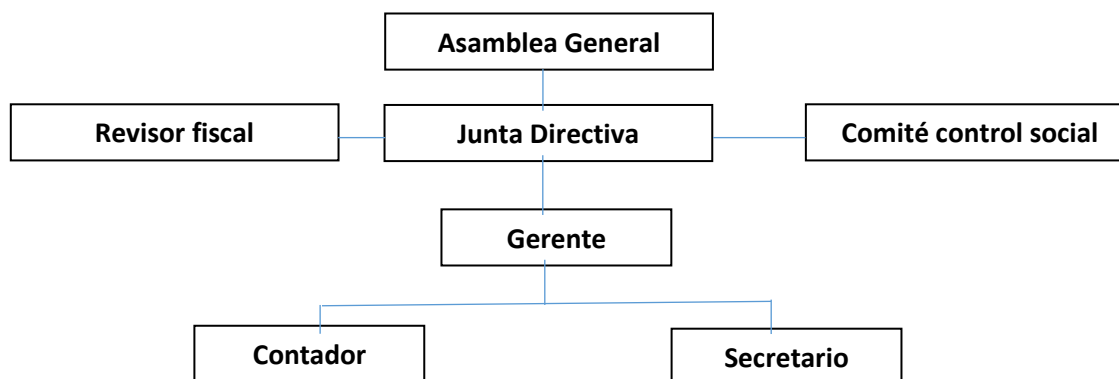 Asamblea General
Revisor fiscal
Junta Directiva
Comité control social
Gerente
Contador
Secretario